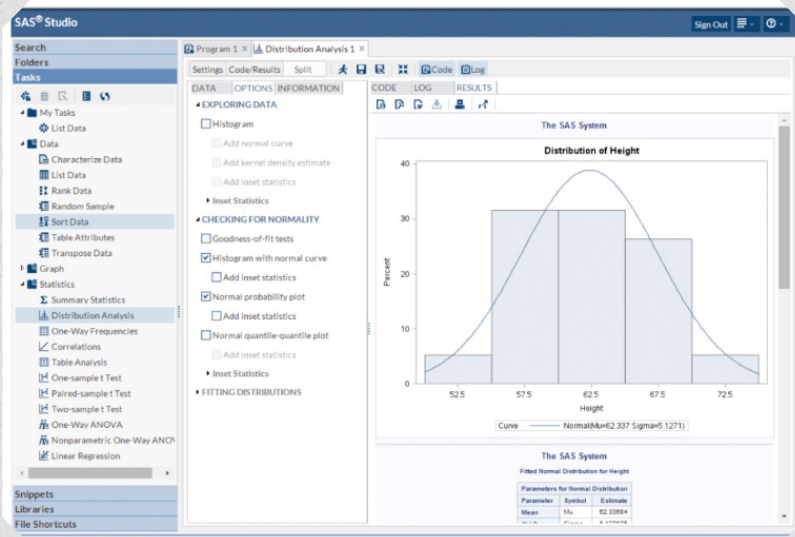 SAS® Studio
Sign Out
Search
Folders
Tasks
My Tasks
List Data
Data
Characterize Data
List Data
Rank Data
Random Sample
Sort Data
Table Attributes
Transpose Data
Graph
Statistics
Summary Statistics
Distribution Analysis
One-Way Frequencies
Correlations
Table Analysis
One-sample t Test
Paired-sample t Test
Two-sample t Test
One-Way ANOVA
Nonparametric One-Way ANOV
Linear Regression
Snippets
Libraries
File Shortcuts
Program 1 × Distribution Analysis 1 ×
Settings Code/Results Split Code Log
DATA OPTIONS INFORMATION
EXPLORING DATA
Histogram
Add normal curve
Add kernel density estimate
Add inset statistics
Inset Statistics
CHECKING FOR NORMALITY
Goodness-of-fit tests
Histogram with normal curve
Add inset statistics
Normal probability plot
Add inset statistics
Normal quantile-quantile plot
Add inset statistics
Inset Statistics
FITTING DISTRIBUTIONS
CODE LOG RESULTS
The SAS System
Distribution of Height
40
30
20
10
0
Percent
52.5 57.5 62.5 67.5 72.5
Height
Curve Normal(Mu=62.337 Sigma=5.1271)
The SAS System
Fitted Normal Distribution for Height
Parameters for Normal Distribution
Parameter Symbol Estimate
Mean Mu 62.33684